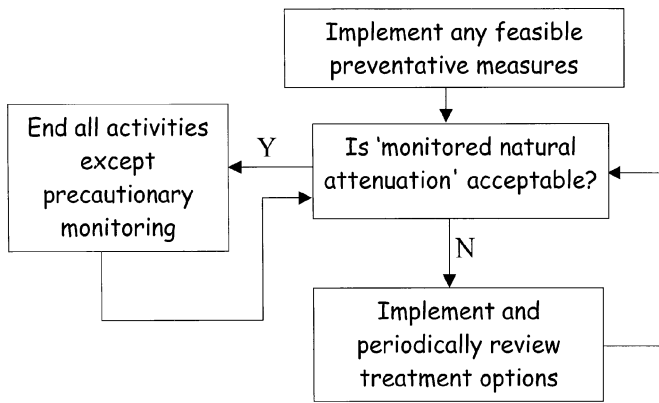 Implement any feasible
preventative measures
End all activities
except
precautionary
monitoring
Y
Is 'monitored natural
attenuation' acceptable?
N
Implement and
periodically review
treatment options